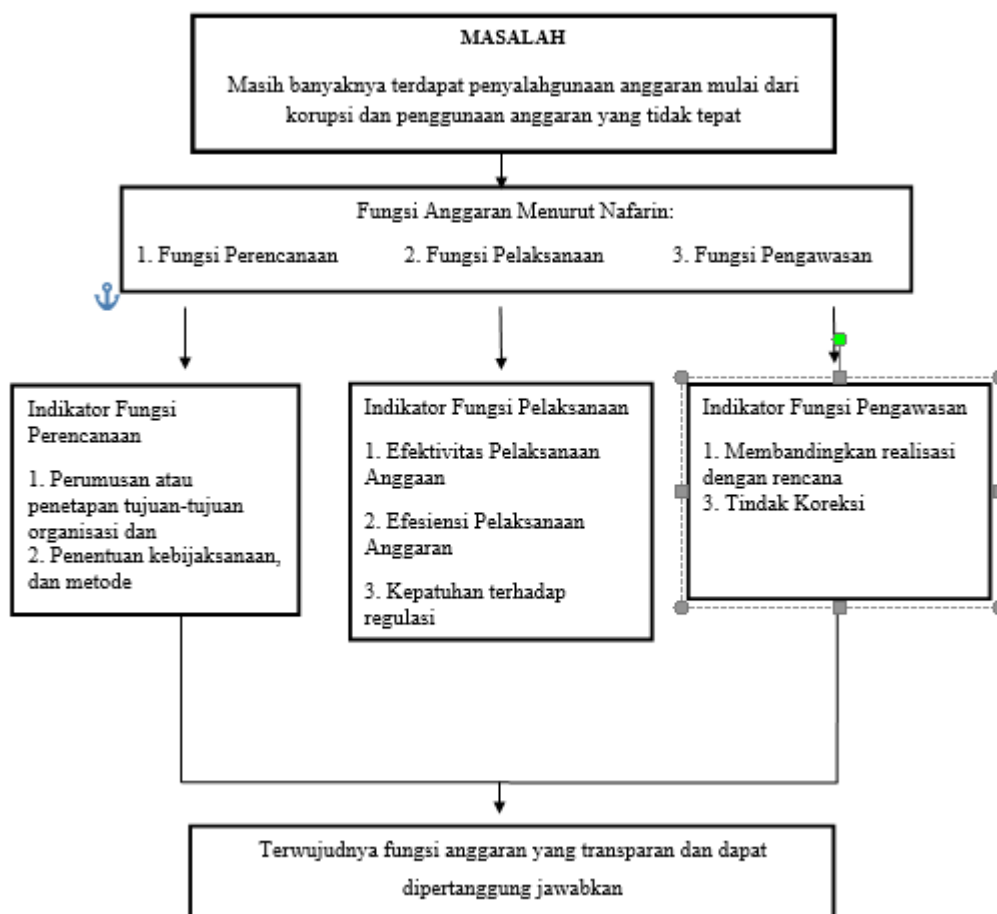 MASALAH
Masih banyaknya terdapat penyalahgunaan anggaran mulai dari
korupsi dan penggunaan anggaran yang tidak tepat
Fungsi Anggaran Menurut Nafarin:
1. Fungsi Perencanaan 2. Fungsi Pelaksanaan 3. Fungsi Pengawasan
Indikator Fungsi
Perencanaan
1. Perumusan atau
penetapan tujuan-tujuan
organisasi dan
2. Penentuan kebijaksanaan,
dan metode
Indikator Fungsi Pelaksanaan
1. Efektivitas Pelaksanaan
Anggaan
2. Efesiensi Pelaksanaan
Anggaran
3. Kepatuhan terhadap
regulasi
Indikator Fungsi Pengawasan
1. Membandingkan realisasi
dengan rencana
3. Tindak Koreksi
Terwujudnya fungsi anggaran yang transparan dan dapat
dipertanggung jawabkan